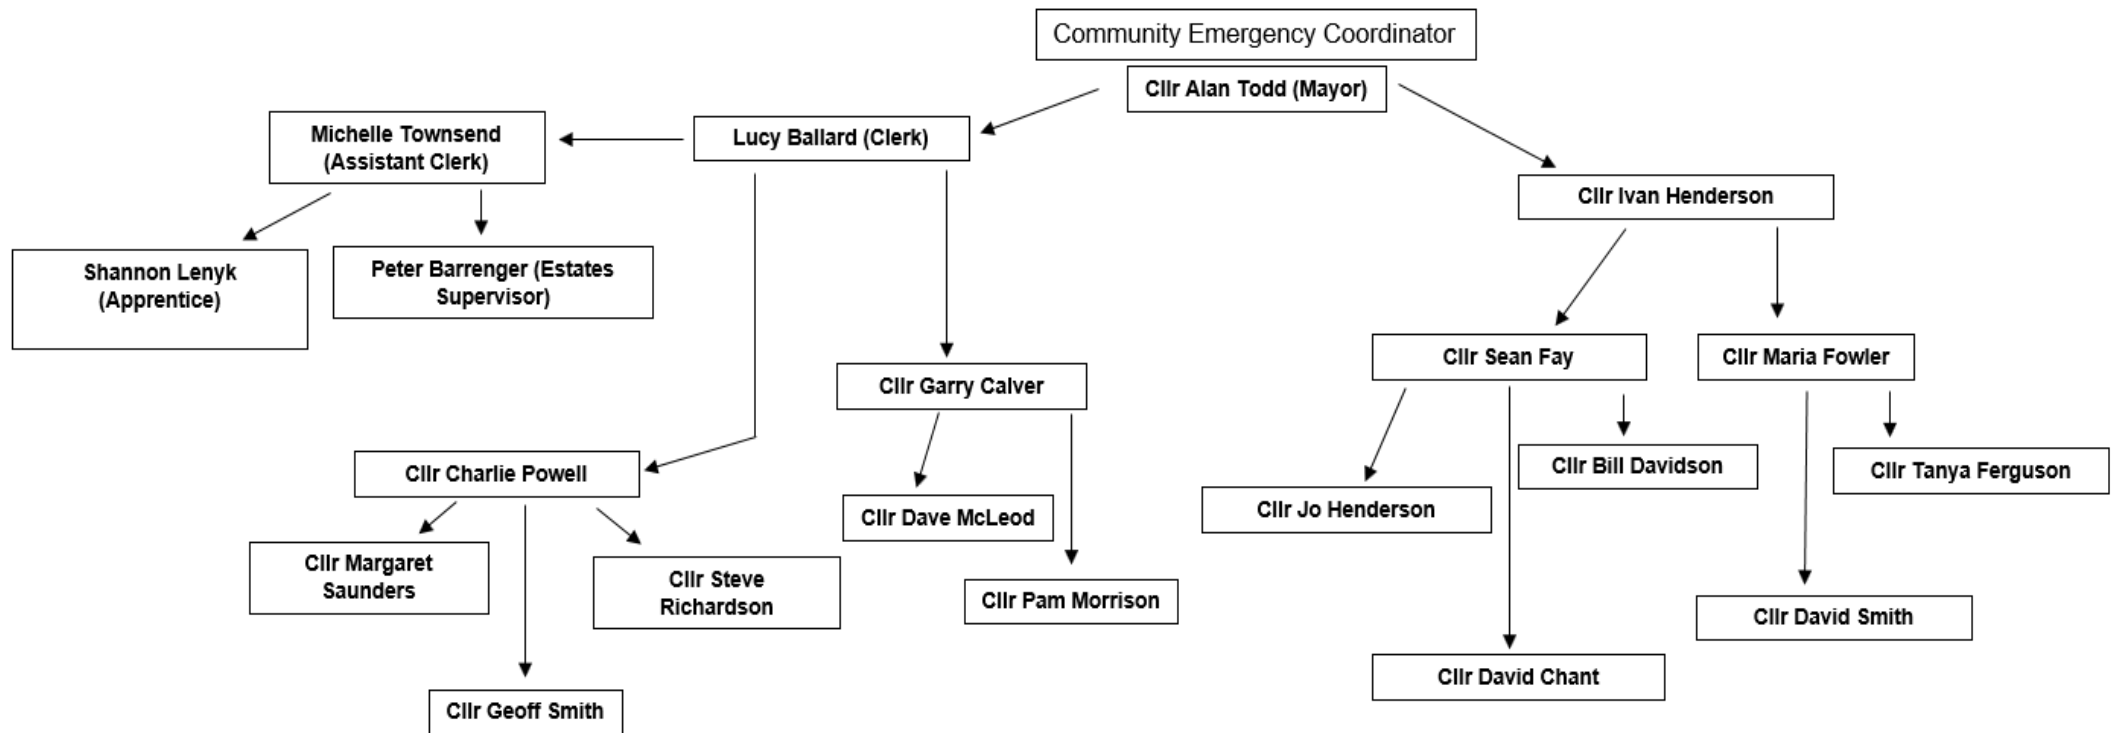 Community Emergency Coordinator
Cllr Alan Todd (Mayor)
Lucy Ballard (Clerk)
Michelle Townsend
(Assistant Clerk)
Cllr Ivan Henderson
Shannon Lenyk
(Apprentice)
Peter Barrenger (Estates
Supervisor)
Cllr Sean Fay
Cllr Maria Fowler
Cllr Garry Calver
Cllr Charlie Powell
Cllr Bill Davidson
Cllr Tanya Ferguson
Cllr Jo Henderson
Cllr Dave McLeod
Cllr Margaret
Saunders
Cllr Steve
Richardson
Cllr Pam Morrison
Cllr David Smith
Cllr David Chant
Cllr Geoff Smith